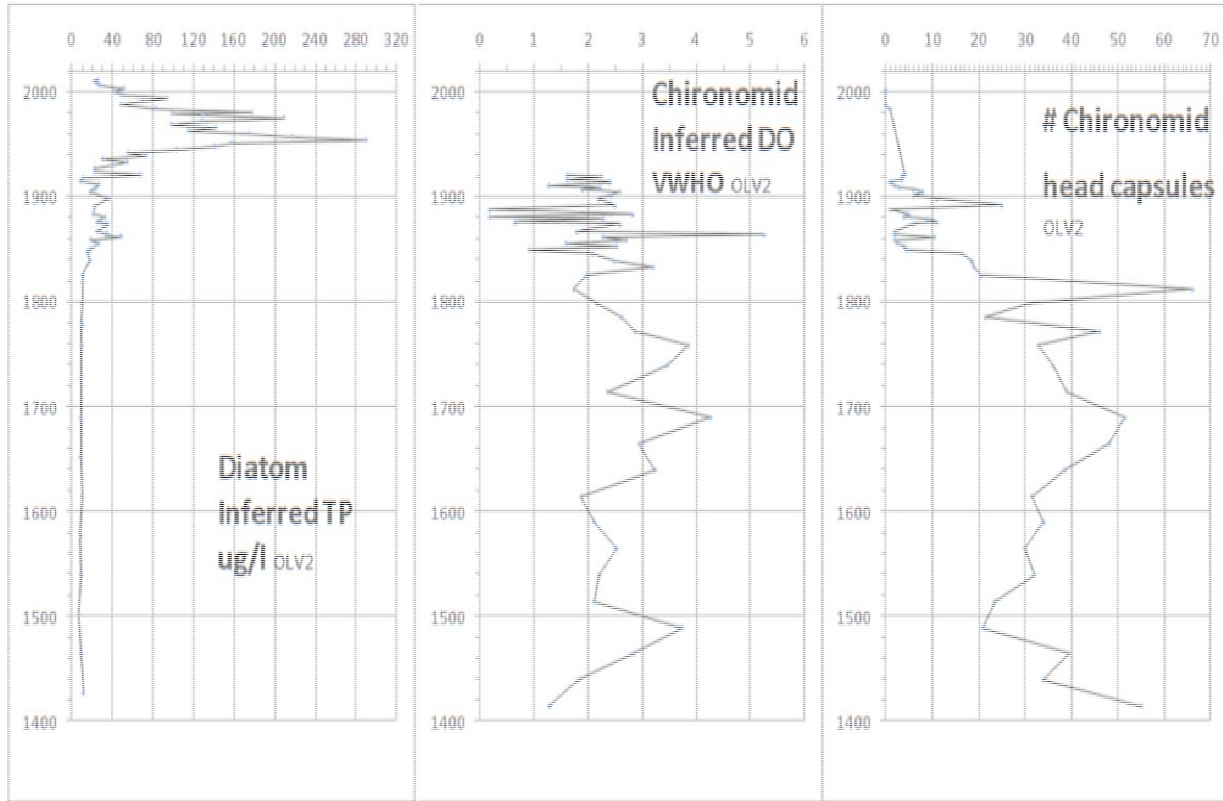 0 40 80 120 160 200 240 280 320
2000
1900
1800
1700
1600
1500
1400
Diatom
Inferred TP
ug/l OLV2
0 1 2 3 4 5 6
2000
1900
1800
1700
1600
1500
1400
Chironomid
Inferred DO
VWHO OLV2
0 10 20 30 40 50 60 70
2000
1900
1800
1700
1600
1500
1400
# Chironomid
head capsules
OLV2